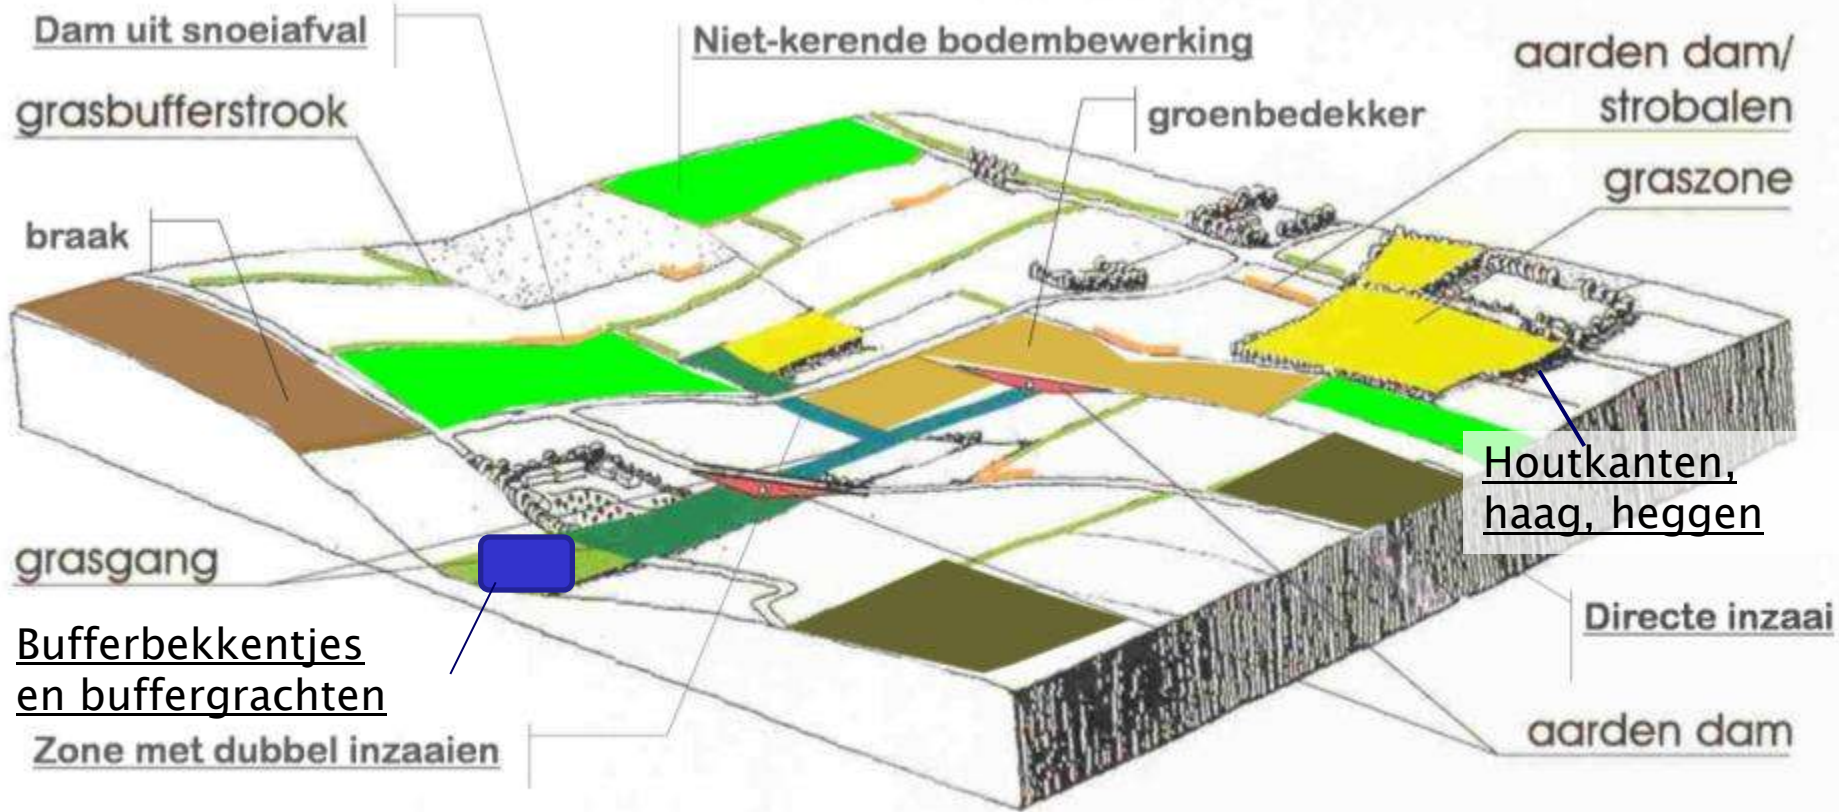 Dam uit snoeiafval
Niet-kerende bodembewerking
aarden dam/
strobalen
grasbufferstrook
groenbedekker
graszone
braak
Houtkanten,
haag, heggen
grasgang
Directe inzaai
Bufferbekkentjes
en buffergrachten
aarden dam
Zone met dubbel inzaaien